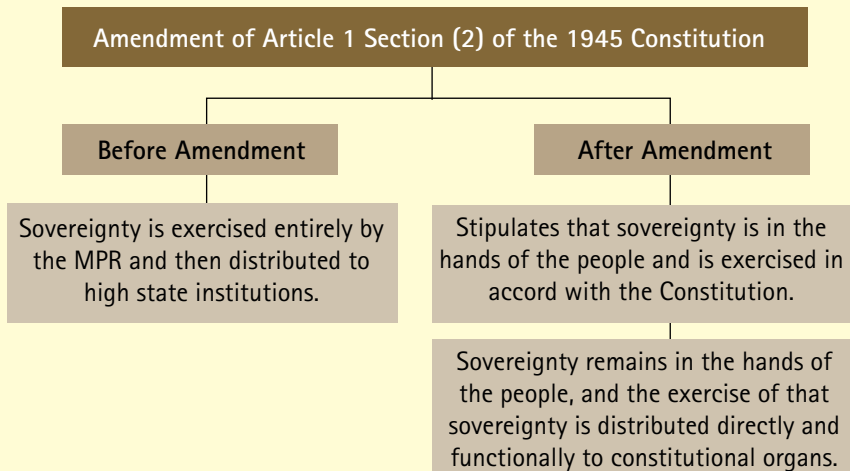 Amendment of Article 1 Section (2) of the 1945 Constitution
Before Amendment
Sovereignty is exercised entirely by
the MPR and then distributed to
high state institutions.
After Amendment
Stipulates that sovereignty is in the
hands of the people and is exercised in
accord with the Constitution.
Sovereignty remains in the hands of
the people, and the exercise of that
sovereignty is distributed directly and
functionally to constitutional organs.